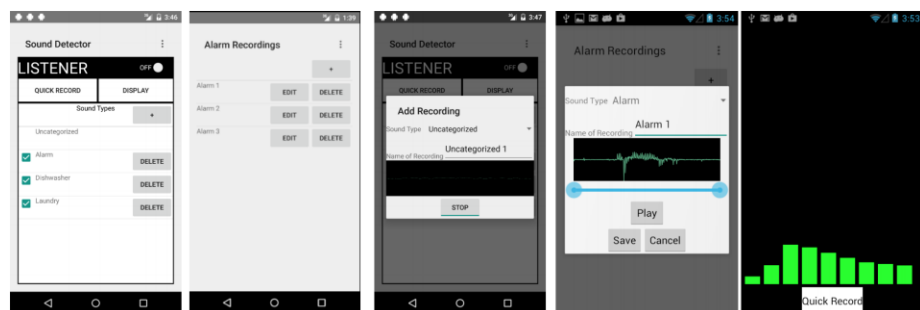 3:46
Sound Detector
LISTENER
OFF
QUICK RECORD
DISPLAY
Sound Types
+
Uncategorized
Alarm
DELETE
Dishwasher
DELETE
Laundry
DELETE
1:39
Alarm Recordings
+
Alarm 1
EDIT
DELETE
Alarm 2
EDIT
DELETE
Alarm 3
EDIT
DELETE
3:47
Sound Detector
LISTENER
OFF
QUICK RECORD
DISPLAY
Add Recording
Sound Type Uncategorized
Name of Recording Uncategorized 1
STOP
3:54
Alarm Recordings
+
Sound Type Alarm
Name of Recording Alarm 1
Play
Save
Cancel
3:53
Quick Record